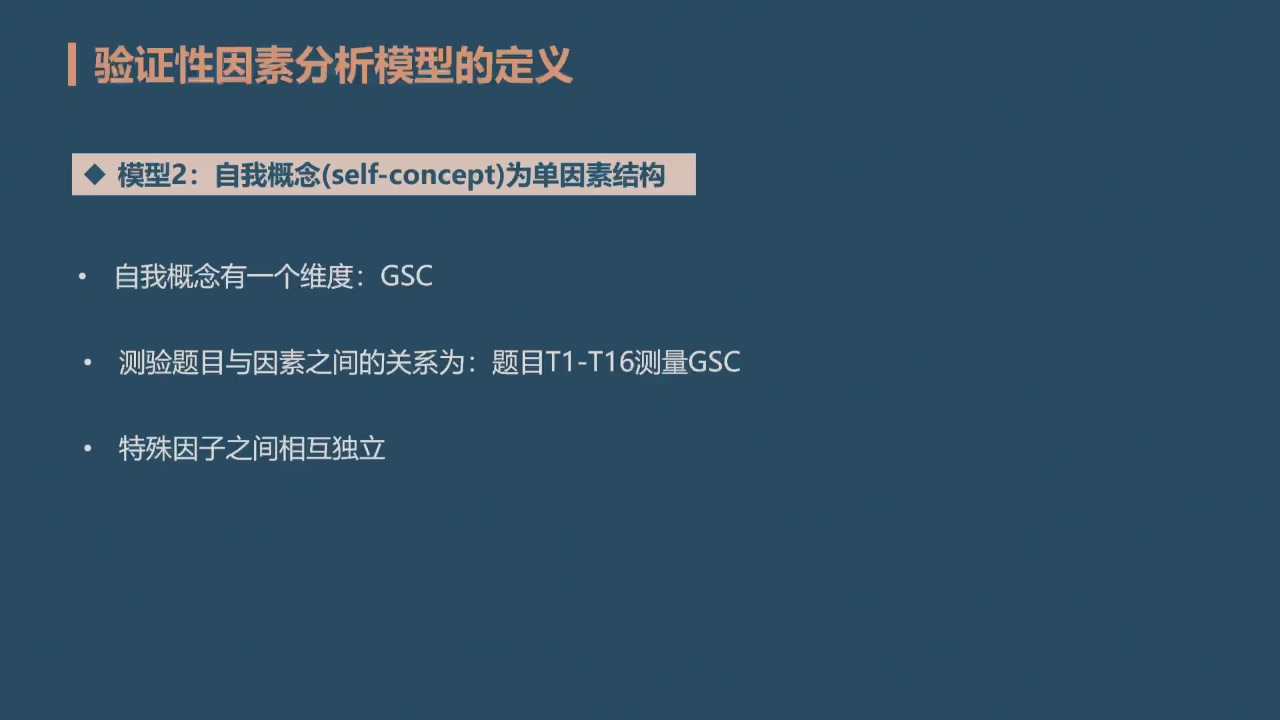 验证性因素分析模型的定义
◆ 模型2：自我概念(self-concept)为单因素结构
• 自我概念有一个维度：GSC
• 测验题目与因素之间的关系为：题目T1-T16测量GSC
• 特殊因子之间相互独立